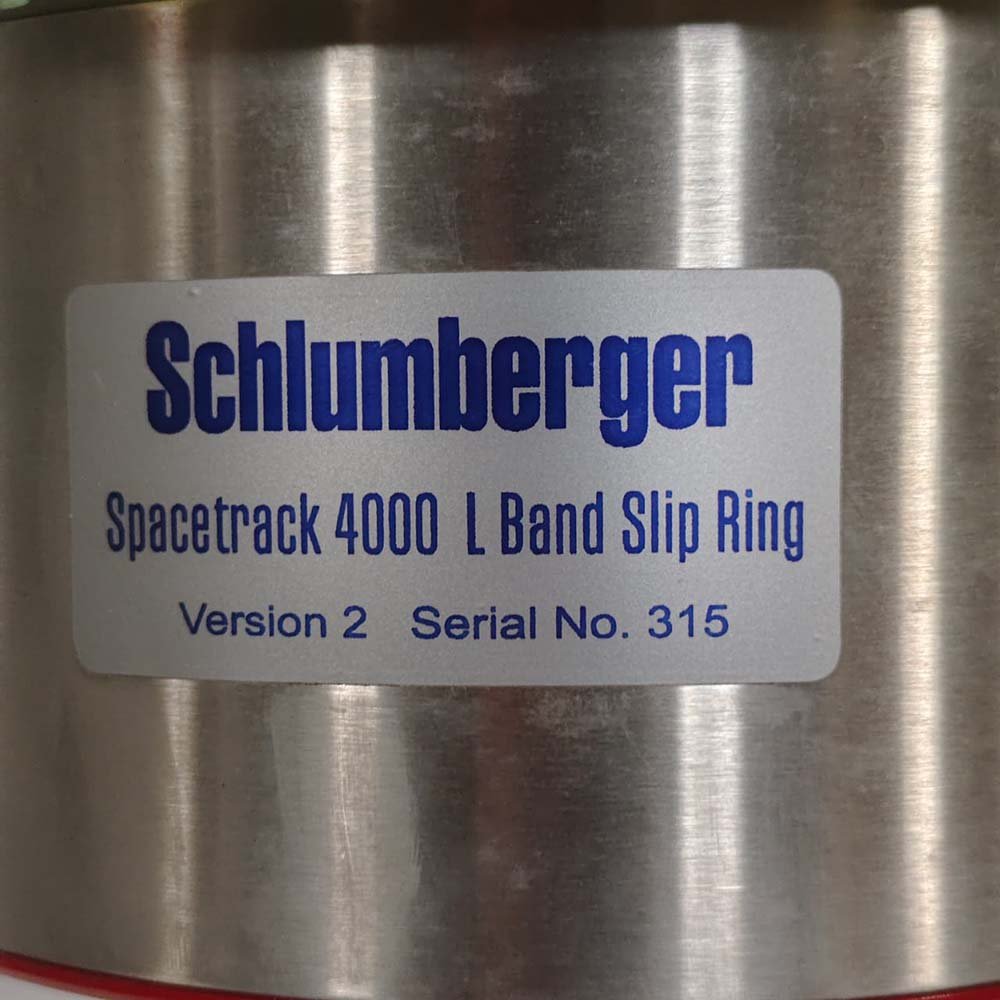 Schlumberger
Spacetrack 4000 L Band Slip Ring
Version 2 Serial No. 315